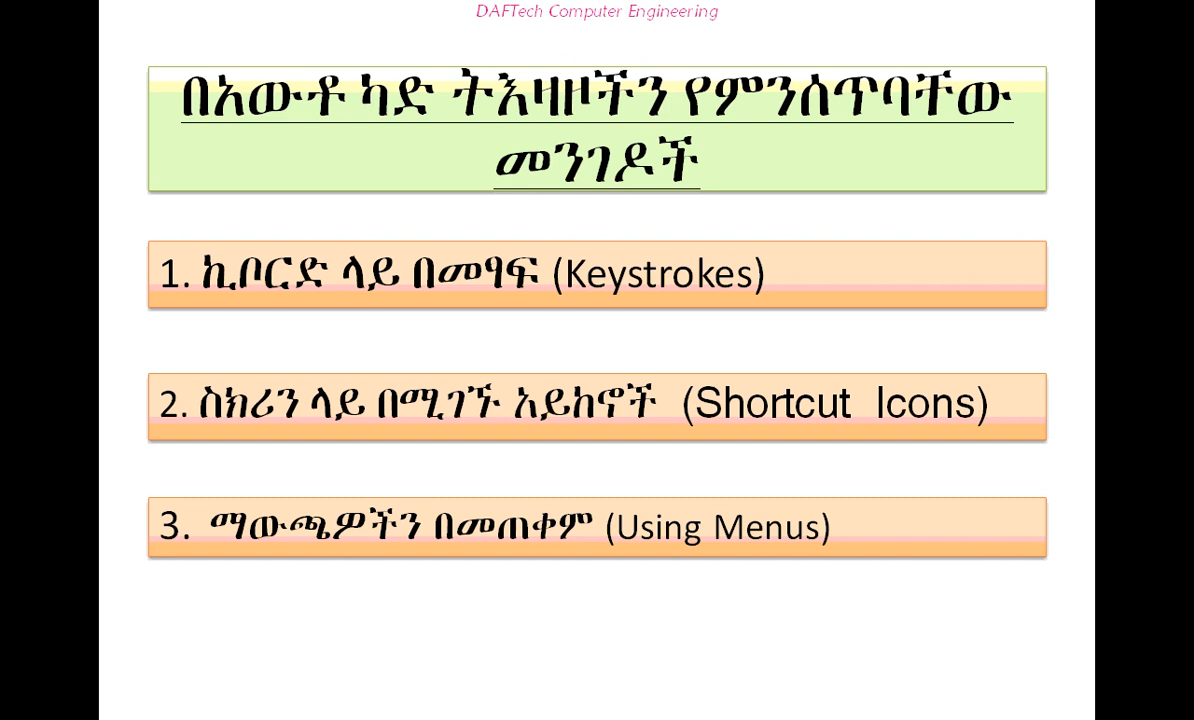 DAFTech Computer Engineering
በአውቶ ካድ ትእዛዞችን የምንሰጥባቸው
መንገዶች
1. ኪቦርድ ላይ በመፃፍ (Keystrokes)
2. ስክሪን ላይ በሚገኙ አይከኖች (Shortcut Icons)
3. ማውጫዎችን በመጠቀም (Using Menus)